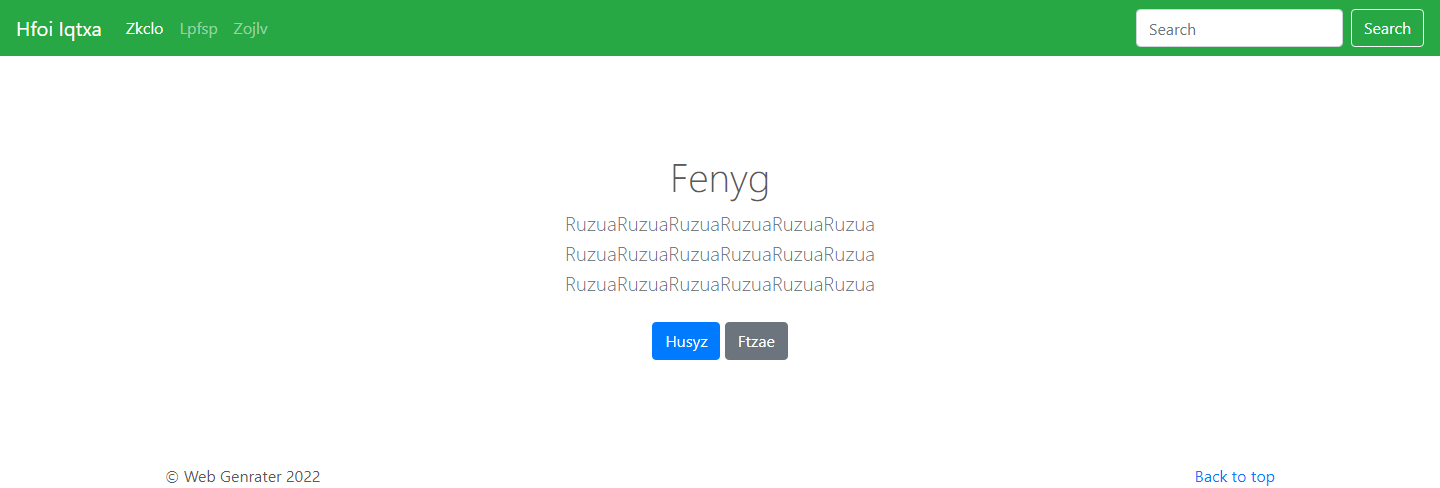 Hfoi Iqtxa Zkclo Lpfsp Zojlv Search Search
Fenyg
RuzuaRuzuaRuzuaRuzuaRuzuaRuzua
RuzuaRuzuaRuzuaRuzuaRuzuaRuzua
RuzuaRuzuaRuzuaRuzuaRuzuaRuzua
Husyz Ftzae
© Web Genrater 2022 Back to top